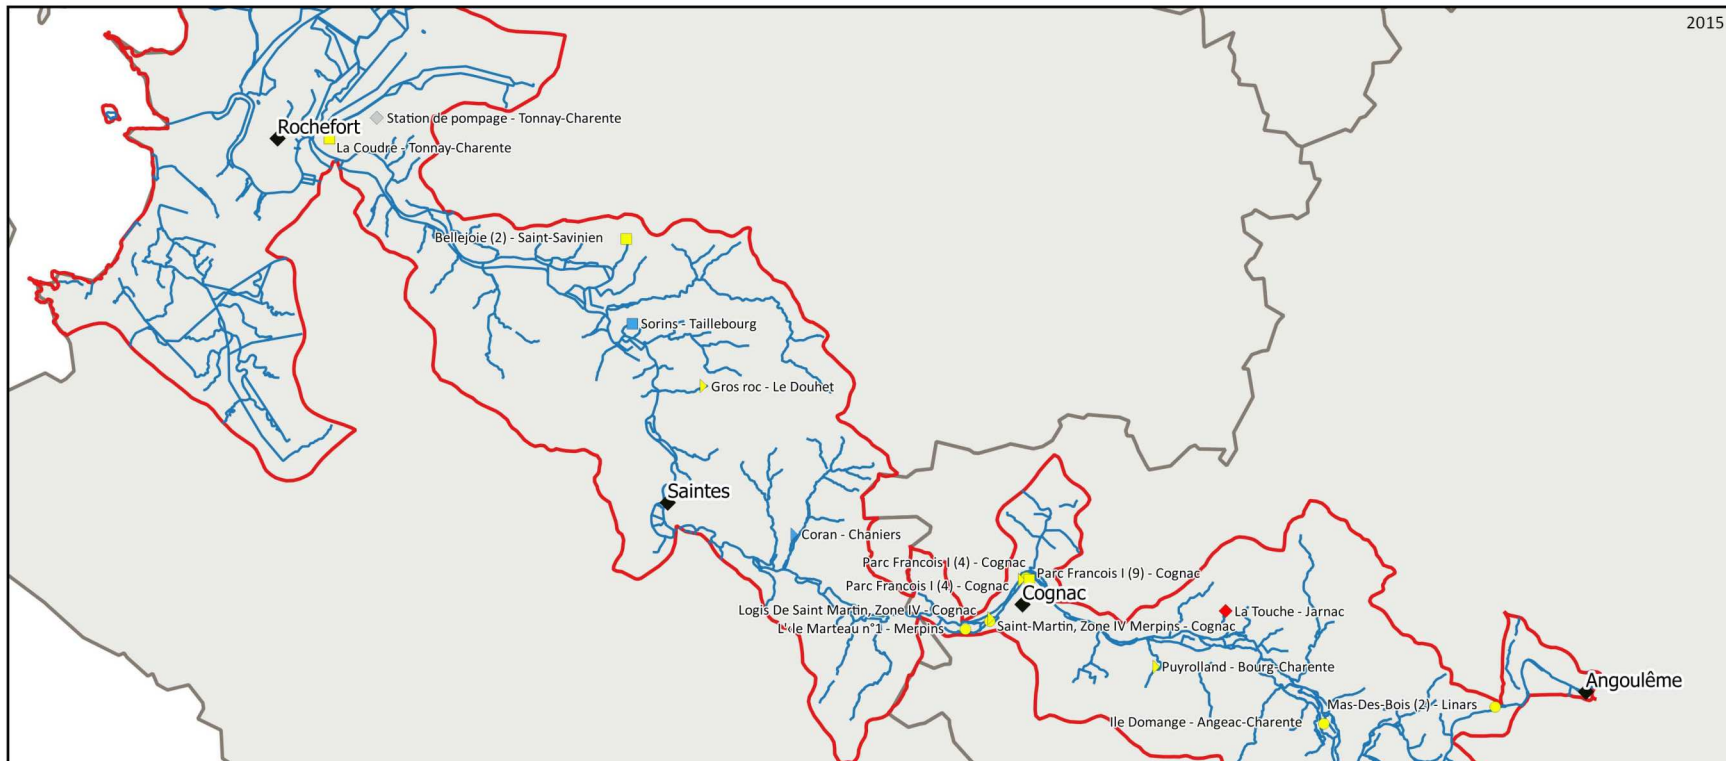 2015
Station de pompage - Tonnay-Charente
Rochefort
La Coudre - Tonnay-Charente
Bellejoie (2) - Saint-Savinien
Sorins - Taillebourg
Gros roc - Le Douhet
Saintes
Coran - Chaniers
Parc Francois I (4) - Cognac
Parc Francois I (9) - Cognac
Parc Francois I (4) - Cognac
Cognac
Logis De Saint Martin, Zone IV - Cognac
La Touche - Jarnac
Saint-Martin, Zone IV Merpins - Cognac
Marteau n°1 - Merpins
Puyrolland - Bourg-Charente
Angoulême
Mas-Des-Bois (2) - Linars
Ile Domange - Angeac-Charente